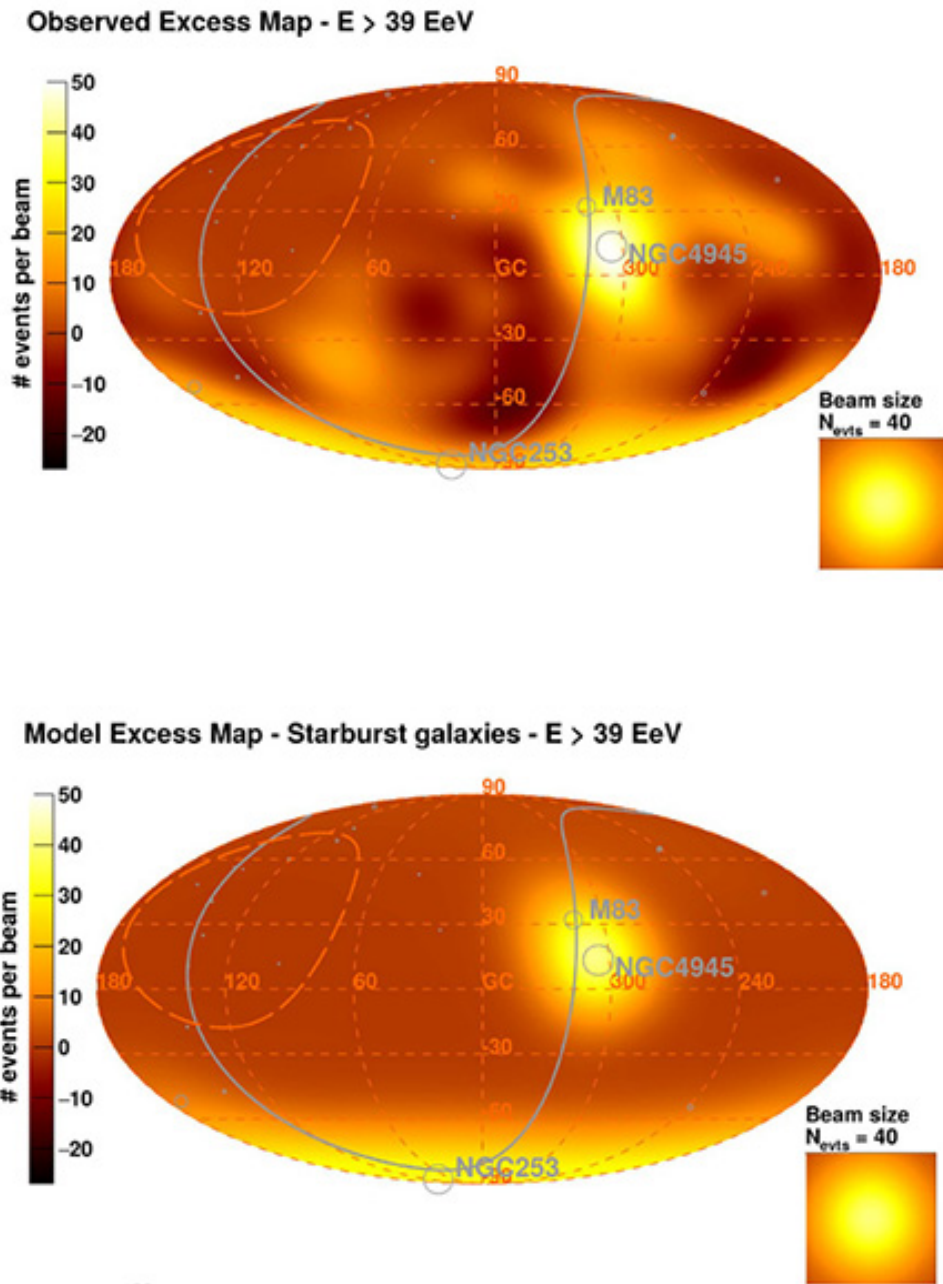 Observed Excess Map - E > 39 EeV
50
40
30
20
10
0
−10
−20
# events per beam
90
60
30
M83
NGC4945
180 120 60 GC 300 240 180
-30
-60
NGC253
Beam size
Nevts = 40
Model Excess Map - Starburst galaxies - E > 39 EeV
50
40
30
20
10
0
−10
−20
# events per beam
90
60
30
M83
NGC4945
180 120 60 GC 300 240 180
-30
NGC253
Beam size
Nevts = 40